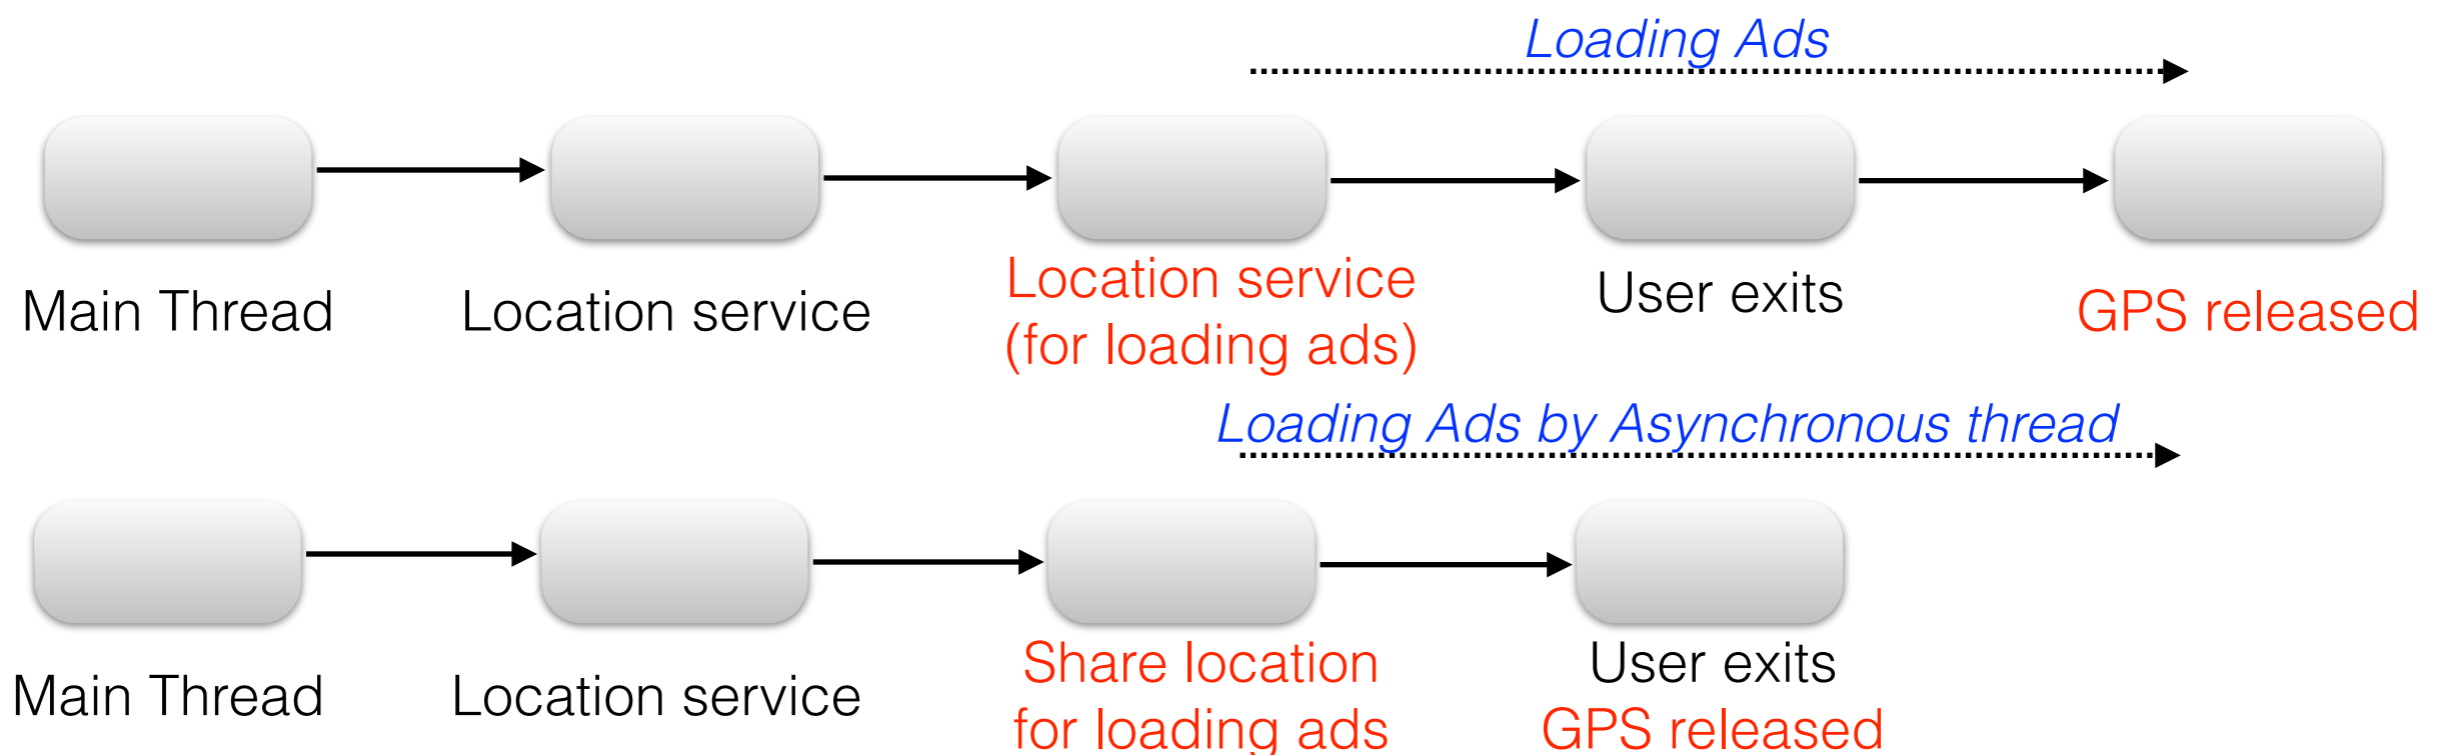 Loading Ads
Main Thread
Location service
Location service
(for loading ads)
User exits
GPS released
Loading Ads by Asynchronous thread
Main Thread
Location service
Share location
for loading ads
User exits
GPS released